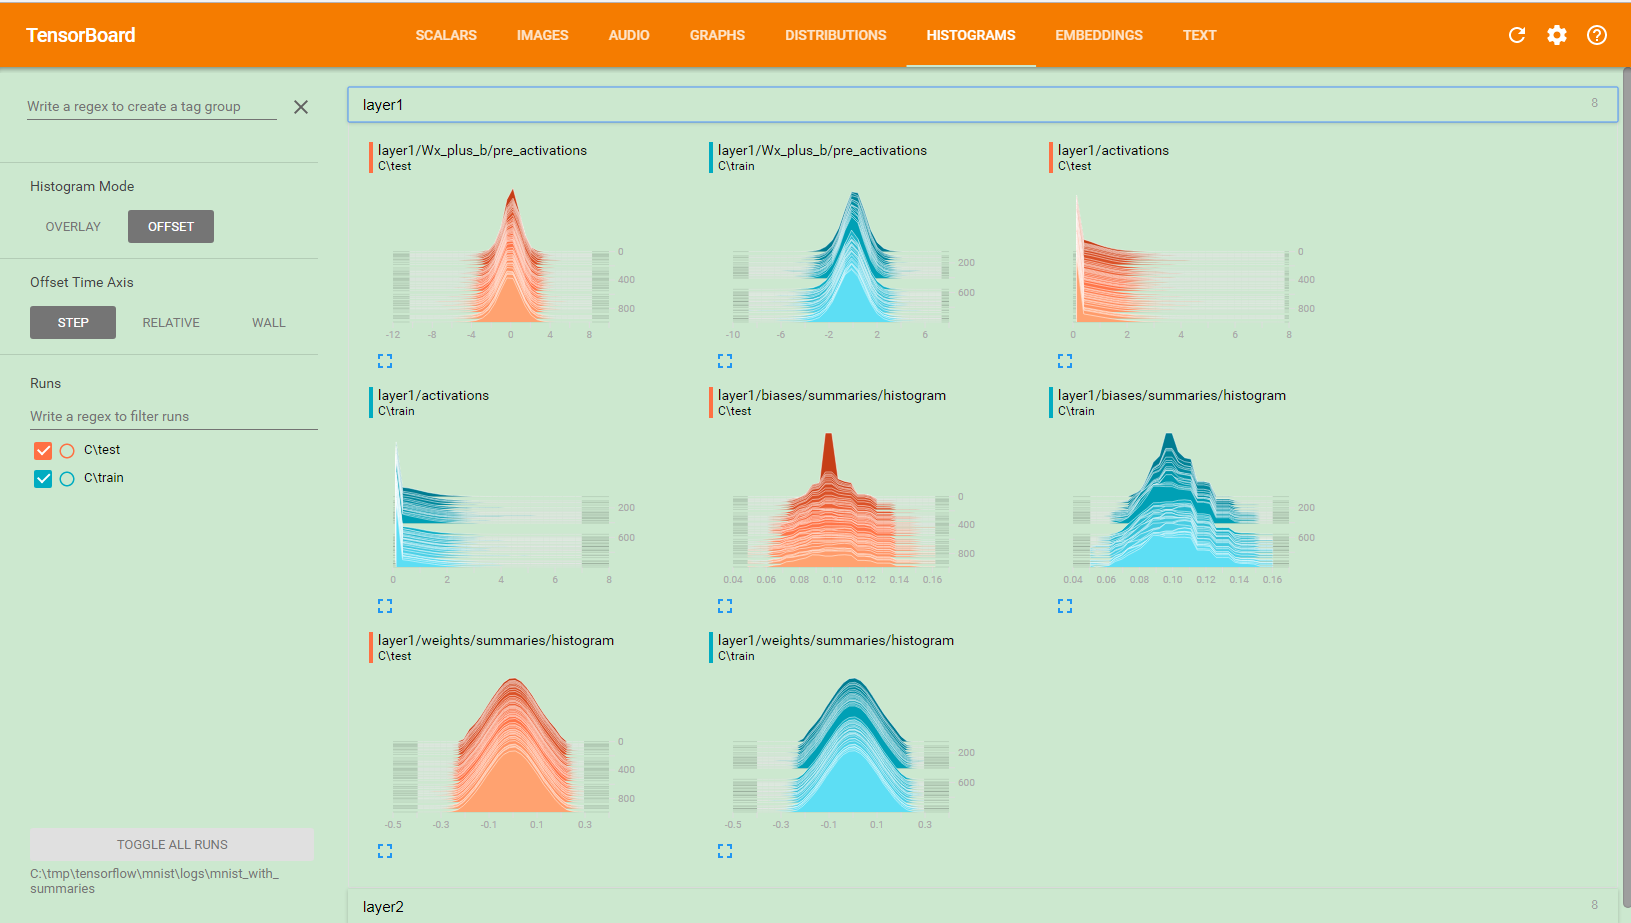 TensorBoard
SCALARS IMAGES AUDIO GRAPHS DISTRIBUTIONS HISTOGRAMS EMBEDDINGS TEXT
Write a regex to create a tag group
Histogram Mode
OVERLAY OFFSET
Offset Time Axis
STEP RELATIVE WALL
Runs
Write a regex to filter runs
C\test
C\train
TOGGLE ALL RUNS
C:\tmp\tensorflow\mnist\logs\mnist_with_
summaries
layer1 8
layer1/Wx_plus_b/pre_activations
C\test
0
400
800
-12 -8 -4 0 4 8
layer1/Wx_plus_b/pre_activations
C\train
200
600
-10 -6 -2 2 6
layer1/activations
C\test
0
400
800
0 2 4 6 8
layer1/activations
C\train
200
600
0 2 4 6 8
layer1/biases/summaries/histogram
C\test
0
400
800
0.04 0.06 0.08 0.10 0.12 0.14 0.16
layer1/biases/summaries/histogram
C\train
200
600
0.04 0.06 0.08 0.10 0.12 0.14 0.16
layer1/weights/summaries/histogram
C\test
0
400
800
-0.5 -0.3 -0.1 0.1 0.3
layer1/weights/summaries/histogram
C\train
200
600
-0.5 -0.3 -0.1 0.1 0.3
layer2 8